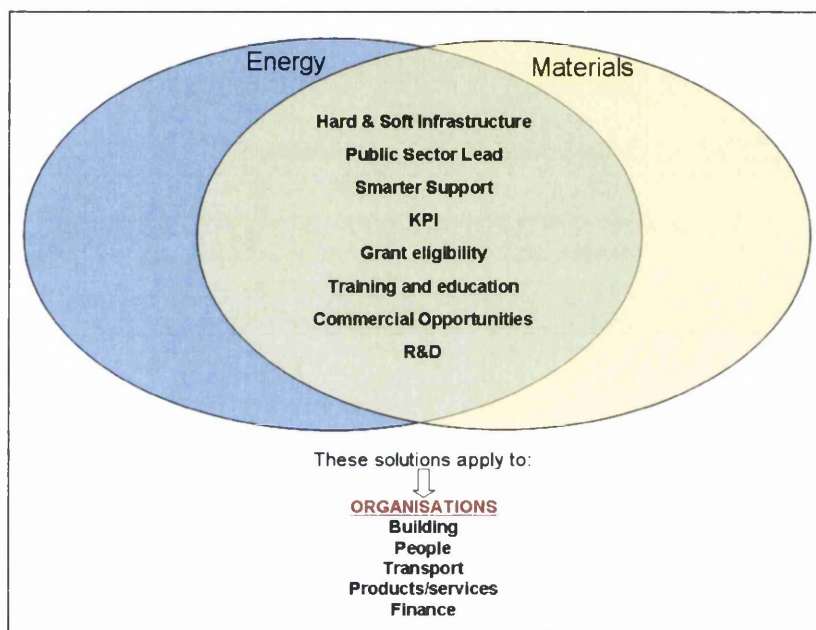 Energy
Materials
Hard & Soft Infrastructure
Public Sector Lead
Smarter Support
KPI
Grant eligibility
Training and education
Commercial Opportunities
R&D
These solutions apply to:
ORGANISATIONS
Building
People
Transport
Products/services
Finance